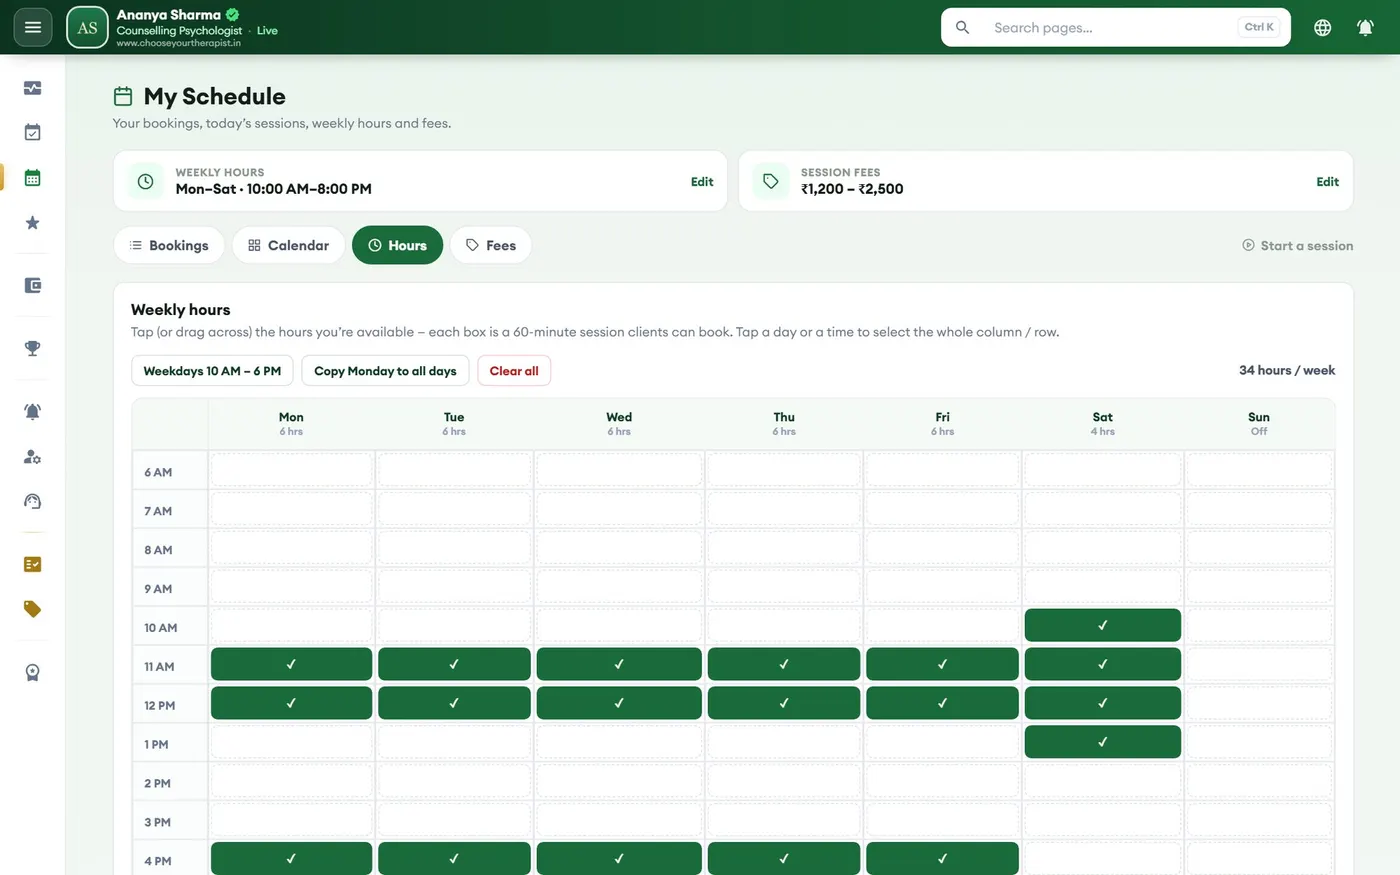 AS
Ananya Sharma
Counselling Psychologist · Live
www.chooseyourtherapist.in
Search pages... Ctrl K
My Schedule
Your bookings, today's sessions, weekly hours and fees.
WEEKLY HOURS
Mon–Sat · 10:00 AM–8:00 PM
Edit
SESSION FEES
₹1,200 – ₹2,500
Edit
Bookings Calendar Hours Fees Start a session
Weekly hours
Tap (or drag across) the hours you're available – each box is a 60-minute session clients can book. Tap a day or a time to select the whole column / row.
Weekdays 10 AM – 6 PM Copy Monday to all days Clear all 34 hours / week
Mon Tue Wed Thu Fri Sat Sun
6 hrs 6 hrs 6 hrs 6 hrs 6 hrs 4 hrs Off
6 AM
7 AM
8 AM
9 AM
10 AM ✓
11 AM ✓ ✓ ✓ ✓ ✓ ✓
12 PM ✓ ✓ ✓ ✓ ✓ ✓
1 PM ✓
2 PM
3 PM
4 PM ✓ ✓ ✓ ✓ ✓